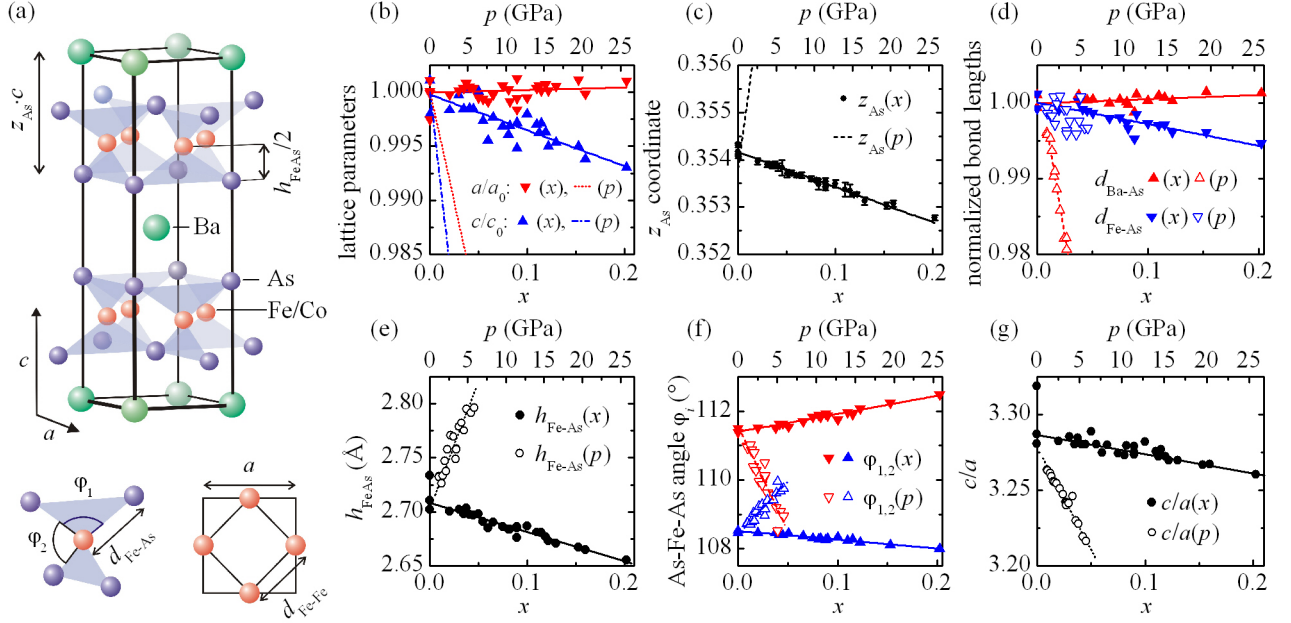 (a)
z_As·c
h_FeAs/2
Ba
As
Fe/Co
c
a
φ₁
φ₂
d_Fe-As
a
d_Fe-Fe
(b)
p (GPa)
0 5 10 15 20 25
lattice parameters
1.000
0.995
0.990
0.985
a/a₀: (x), (p)
c/c₀: (x), (p)
0.0 0.1 0.2
x
(c)
p (GPa)
0 5 10 15 20 25
z_As coordinate
0.356
0.355
0.354
0.353
0.352
z_As(x)
z_As(p)
0.0 0.1 0.2
x
(d)
p (GPa)
0 5 10 15 20 25
normalized bond lengths
1.00
0.99
0.98
d_Ba-As (x) (p)
d_Fe-As (x) (p)
0.0 0.1 0.2
x
(e)
p (GPa)
0 5 10 15 20 25
h_FeAs (Å)
2.80
2.75
2.70
2.65
h_Fe-As(x)
h_Fe-As(p)
0.0 0.1 0.2
x
(f)
p (GPa)
0 5 10 15 20 25
As-Fe-As angle φᵢ (°)
112
110
108
φ₁,₂(x)
φ₁,₂(p)
0.0 0.1 0.2
x
(g)
p (GPa)
0 5 10 15 20 25
c/a
3.30
3.25
3.20
c/a(x)
c/a(p)
0.0 0.1 0.2
x